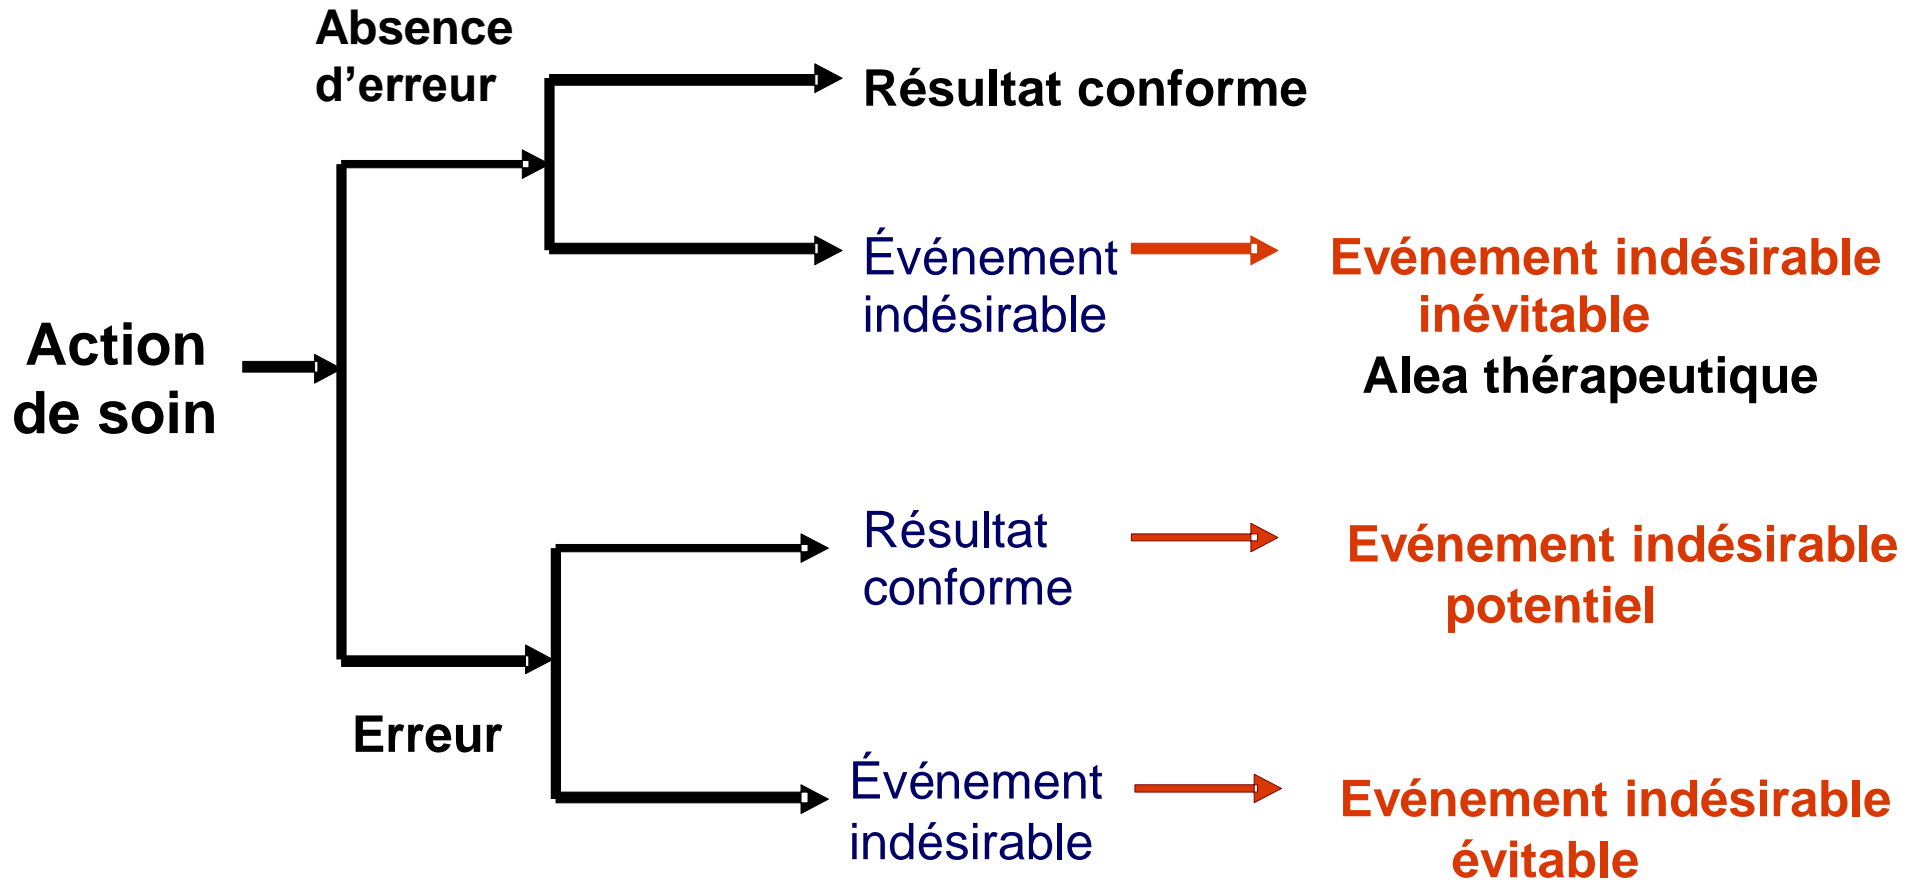 Absence
d’erreur
Résultat conforme
Événement
indésirable
Evénement indésirable
inévitable
Alea thérapeutique
Action
de soin
Résultat
conforme
Evénement indésirable
potentiel
Erreur
Événement
indésirable
Evénement indésirable
évitable